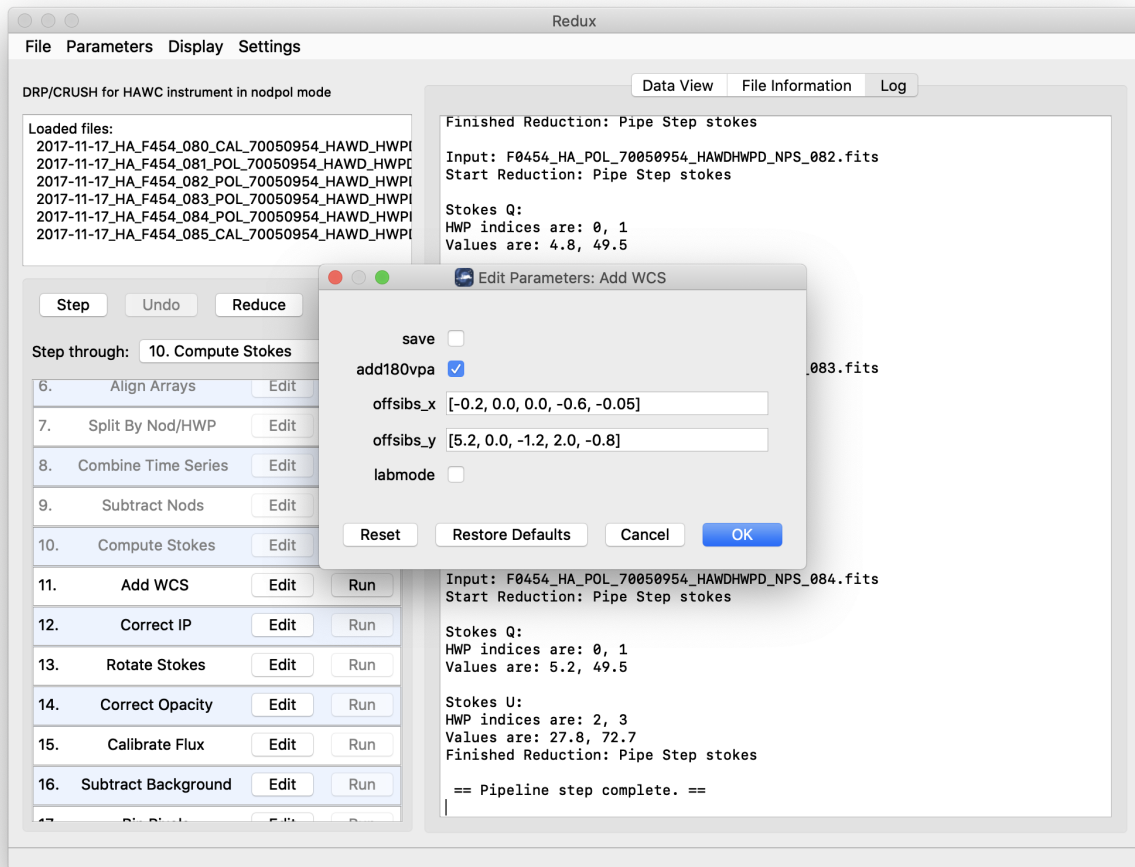 Redux
File Parameters Display Settings
DRP/CRUSH for HAWC instrument in nodpol mode
Loaded files:
2017-11-17_HA_F454_080_CAL_70050954_HAWD_HWPD
2017-11-17_HA_F454_081_POL_70050954_HAWD_HWPI
2017-11-17_HA_F454_082_POL_70050954_HAWD_HWPI
2017-11-17_HA_F454_083_POL_70050954_HAWD_HWPI
2017-11-17_HA_F454_084_POL_70050954_HAWD_HWPI
2017-11-17_HA_F454_085_CAL_70050954_HAWD_HWPI
Step Undo Reduce
Step through: 10. Compute Stokes
6. Align Arrays Edit
7. Split By Nod/HWP Edit
8. Combine Time Series Edit
9. Subtract Nods Edit
10. Compute Stokes Edit
11. Add WCS Edit Run
12. Correct IP Edit Run
13. Rotate Stokes Edit Run
14. Correct Opacity Edit Run
15. Calibrate Flux Edit Run
16. Subtract Background Edit Run
Data View File Information Log
Finished Reduction: Pipe Step stokes
Input: F0454_HA_POL_70050954_HAWDHWPD_NPS_082.fits
Start Reduction: Pipe Step stokes
Stokes Q:
HWP indices are: 0, 1
Values are: 4.8, 49.5
_083.fits
Input: F0454_HA_POL_70050954_HAWDHWPD_NPS_084.fits
Start Reduction: Pipe Step stokes
Stokes Q:
HWP indices are: 0, 1
Values are: 5.2, 49.5
Stokes U:
HWP indices are: 2, 3
Values are: 27.8, 72.7
Finished Reduction: Pipe Step stokes
== Pipeline step complete. ==
Edit Parameters: Add WCS
save
add180vpa
offsibs_x [-0.2, 0.0, 0.0, -0.6, -0.05]
offsibs_y [5.2, 0.0, -1.2, 2.0, -0.8]
labmode
Reset Restore Defaults Cancel OK